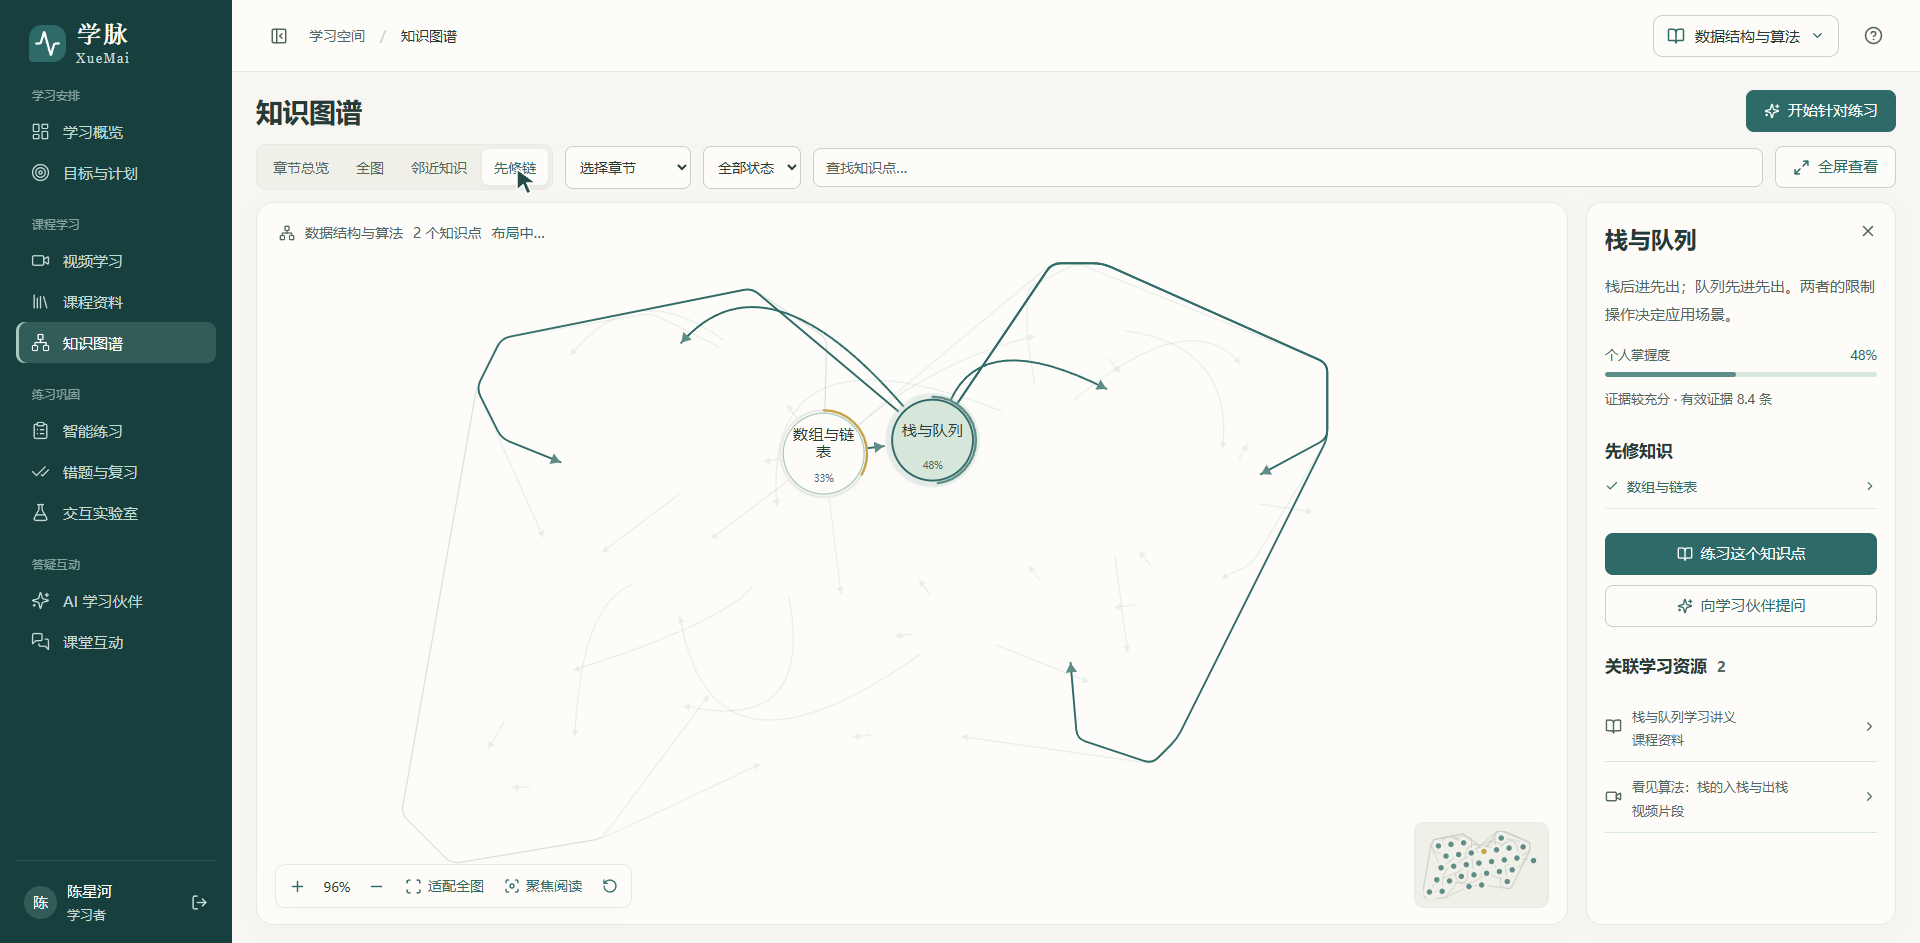 学脉
XueMai
学习安排
学习概览
目标与计划
课程学习
视频学习
课程资料
知识图谱
练习巩固
智能练习
错题与复习
交互实验室
答疑互动
AI 学习伙伴
课堂互动
陈
陈星河
学习者
学习空间 / 知识图谱
数据结构与算法
知识图谱
开始针对练习
章节总览 全图 邻近知识 先修链
选择章节
全部状态
查找知识点...
全屏查看
数据结构与算法 2 个知识点 布局中...
数组与链
表
33%
栈与队列
48%
96%
适配全图
聚焦阅读
栈与队列
栈后进先出；队列先进先出。两者的限制
操作决定应用场景。
个人掌握度 48%
证据较充分 · 有效证据 8.4 条
先修知识
数组与链表
练习这个知识点
向学习伙伴提问
关联学习资源 2
栈与队列学习讲义
课程资料
看见算法：栈的入栈与出栈
视频片段